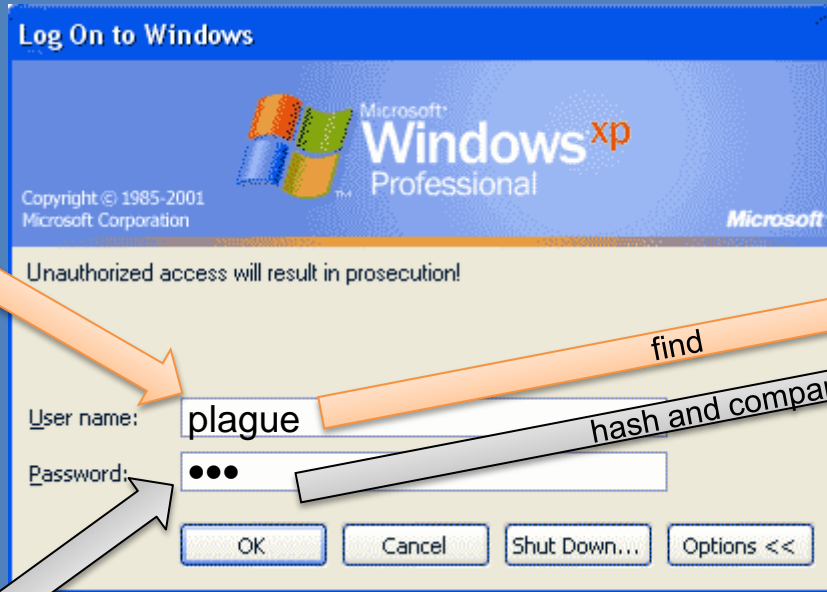 Log On to Windows
Microsoft
Windows xp
Professional
Copyright © 1985-2001
Microsoft Corporation
Microsoft
Unauthorized access will result in prosecution!
find
hash and compar
User name: plague
Password: •••
OK Cancel Shut Down... Options <<